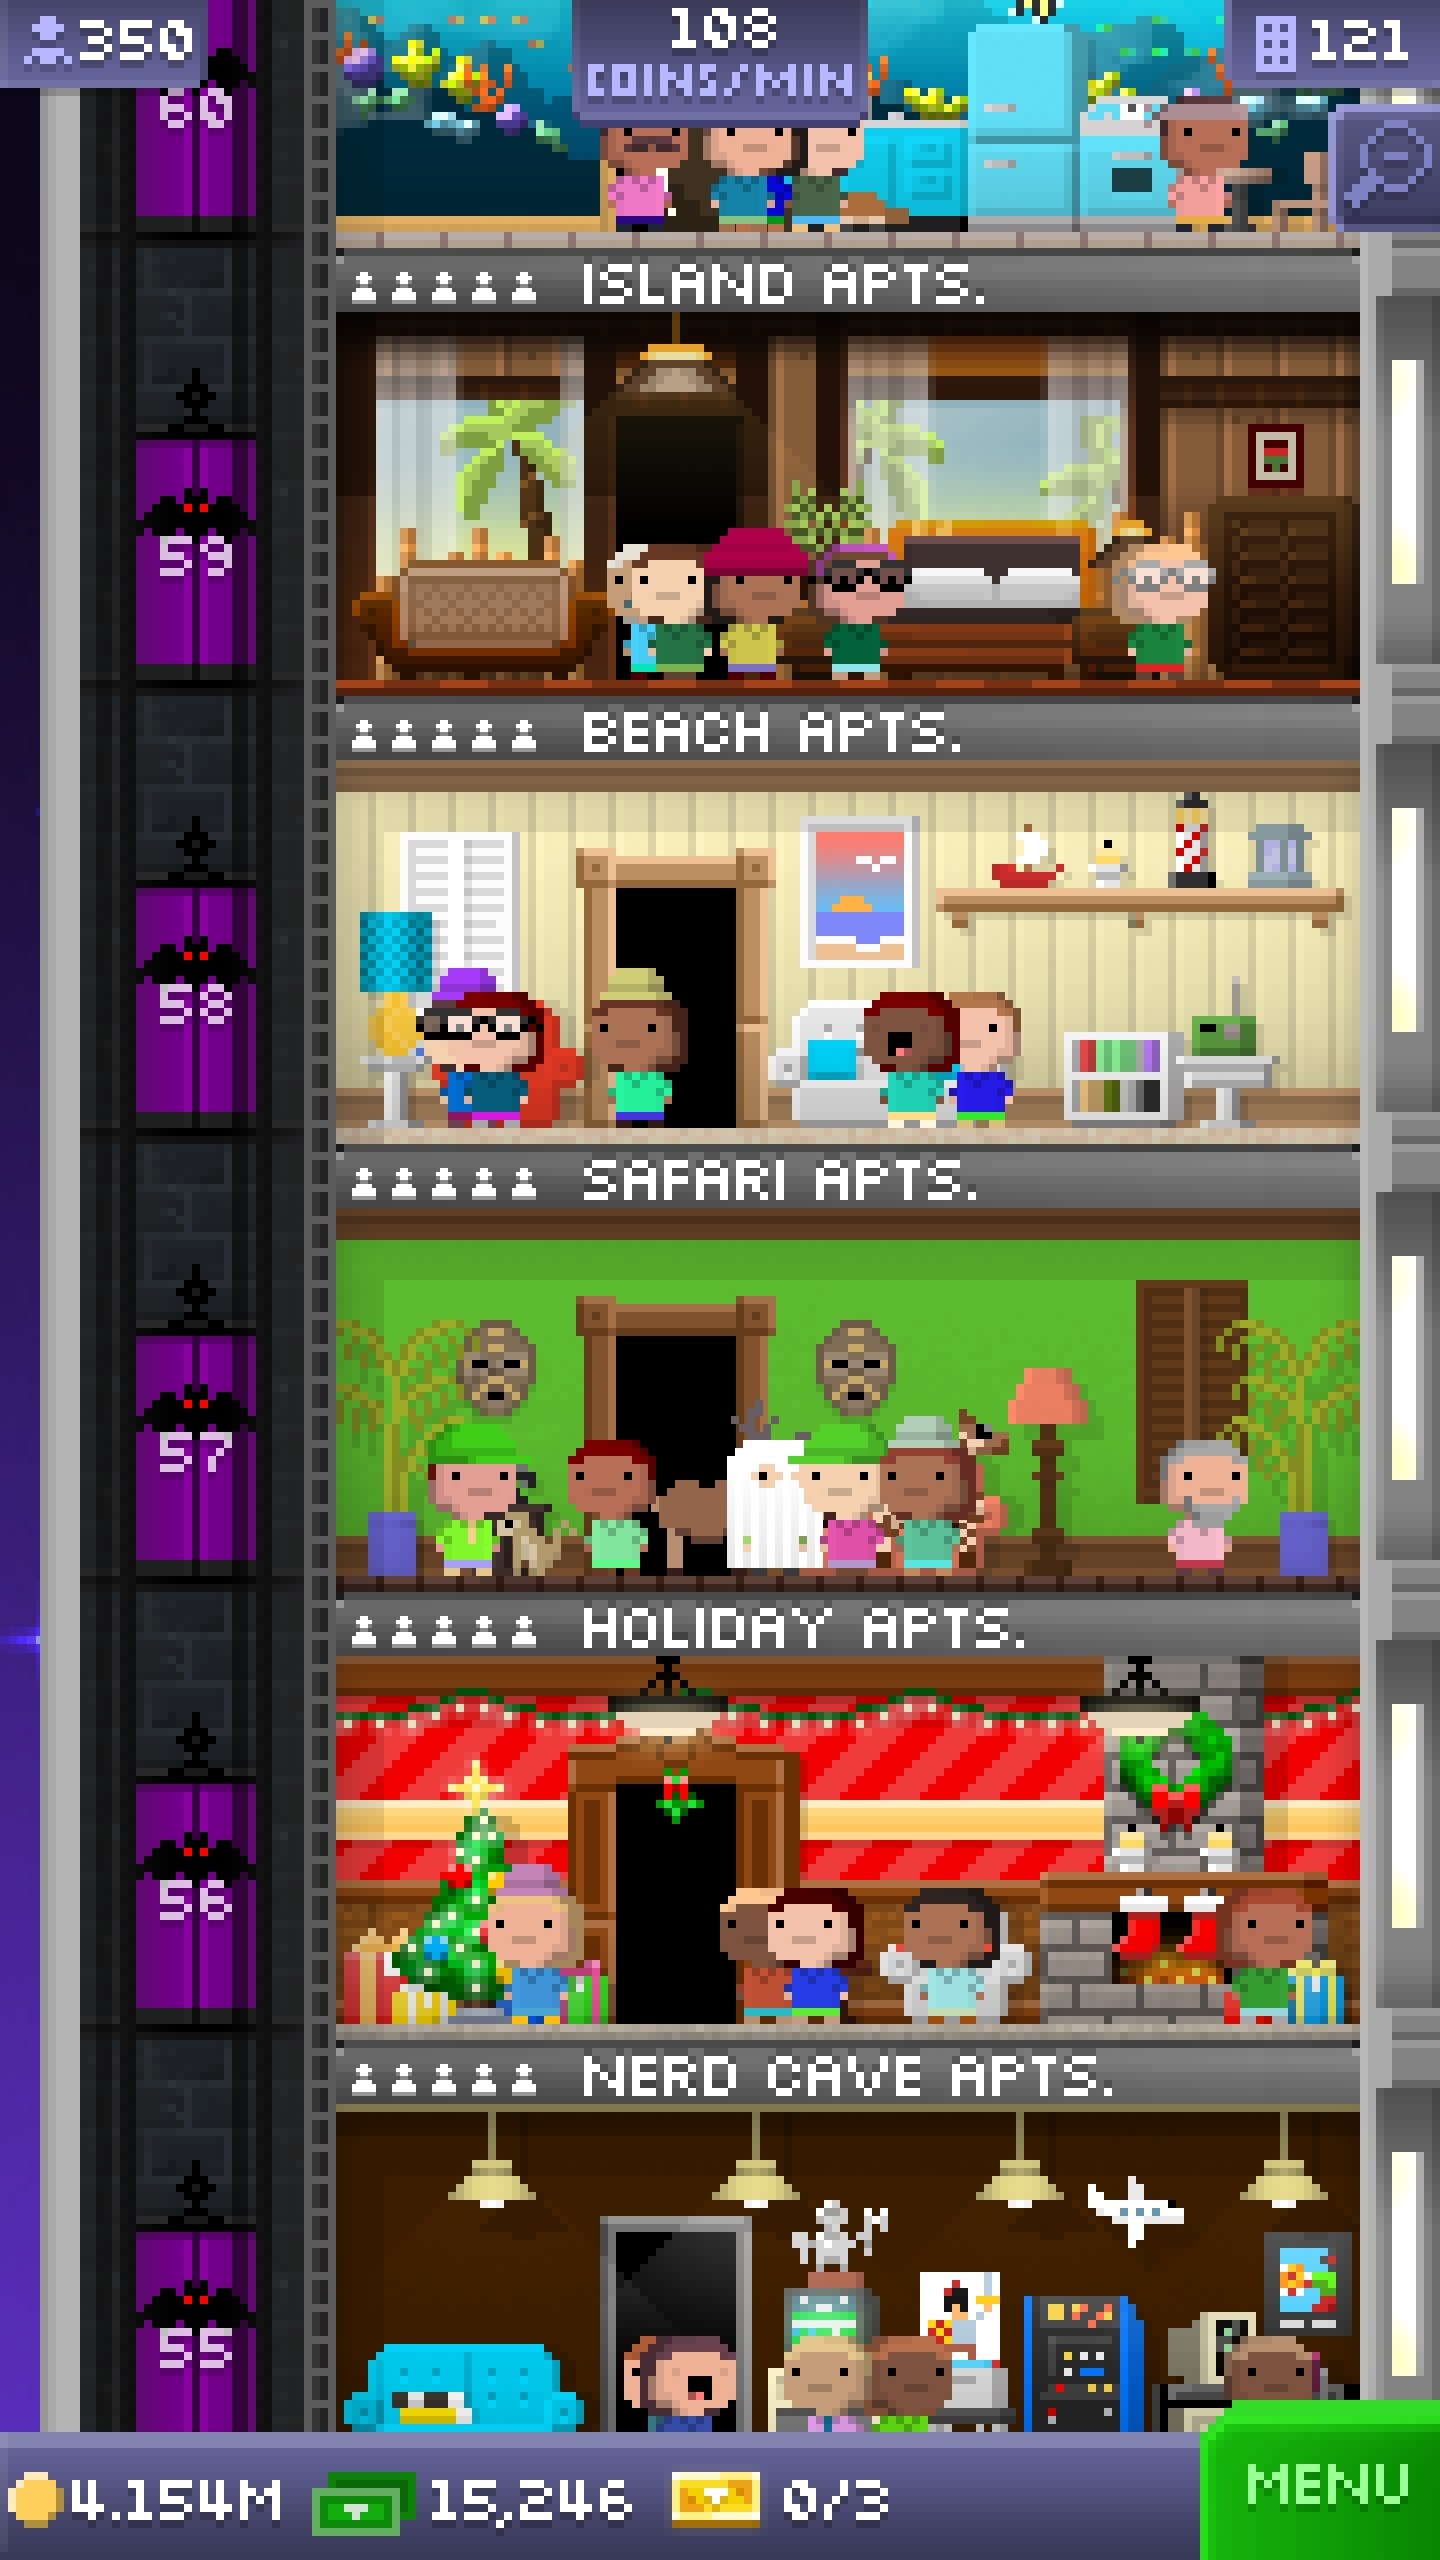 350
108
COINS/MIN
121
60
ISLAND APTS.
59
BEACH APTS.
58
SAFARI APTS.
57
HOLIDAY APTS.
56
NERD CAVE APTS.
55
4.154M
15,246
0/3
MENU